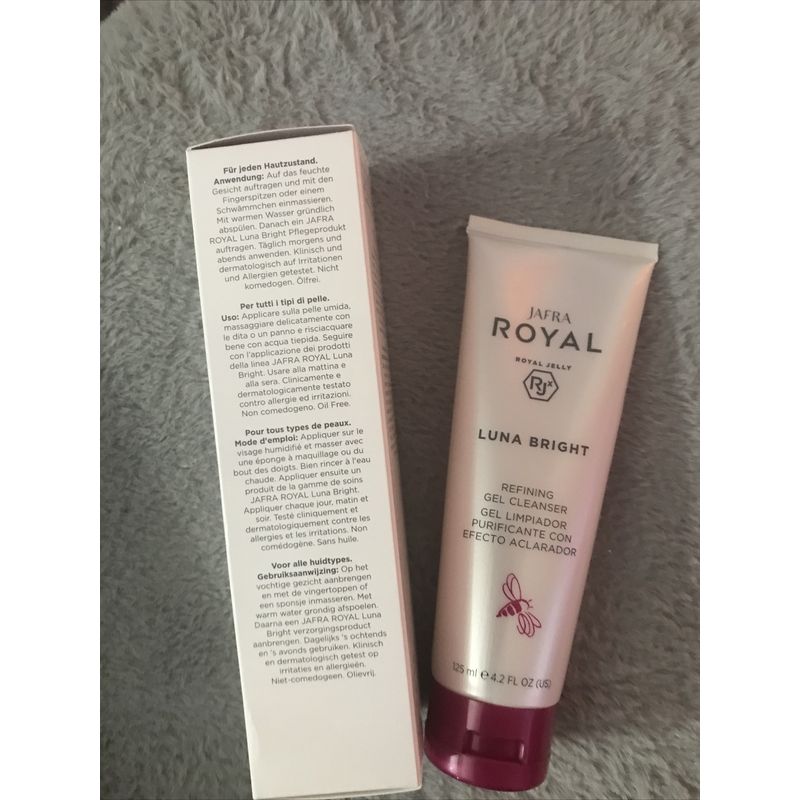 Für jeden Hautzustand.
Anwendung: Auf das feuchte
Gesicht auftragen und mit den
Fingerspitzen oder einem
Schwämmchen einmassieren.
Mit warmen Wasser gründlich
abspülen. Danach ein JAFRA
ROYAL Luna Bright Pflegeprodukt
auftragen. Täglich morgens und
abends anwenden. Klinisch und
dermatologisch auf Irritationen
und Allergien getestet. Nicht
komedogen. Ölfrei.
Per tutti i tipi di pelle.
Uso: Applicare sulla pelle umida,
massaggiare delicatamente con
le dita o un panno e risciacquare
bene con acqua tiepida. Seguire
con l'applicazione dei prodotti
della linea JAFRA ROYAL Luna
Bright. Usare alla mattina e
alla sera. Clinicamente e
dermatologicamente testato
contro allergie ed irritazioni.
Non comedogeno. Oil Free.
Pour tous types de peaux.
Mode d'emploi: Appliquer sur le
visage humidifié et masser avec
une éponge à maquillage ou du
bout des doigts. Bien rincer à l'eau
chaude. Appliquer ensuite un
produit de la gamme de soins
JAFRA ROYAL Luna Bright.
Appliquer chaque jour, matin et
soir. Testé cliniquement et
dermatologiquement contre les
allergies et les irritations. Non
comédogène. Sans huile.
Voor alle huidtypes.
Gebruiksaanwijzing: Op het
vochtige gezicht aanbrengen
en met de vingertoppen of
een sponsje inmasseren. Met
warm water grondig afspoelen.
Daarna een JAFRA ROYAL Luna
Bright verzorgingsproduct
aanbrengen. Dagelijks 's ochtends
en 's avonds gebruiken. Klinisch
en dermatologisch getest op
irritaties en allergieën.
Niet-comedogeen. Olievrij.
JAFRA
ROYAL
ROYAL JELLY
RJx
LUNA BRIGHT
REFINING
GEL CLEANSER
GEL LIMPIADOR
PURIFICANTE CON
EFECTO ACLARADOR
125 ml e 4.2 FL OZ (US)